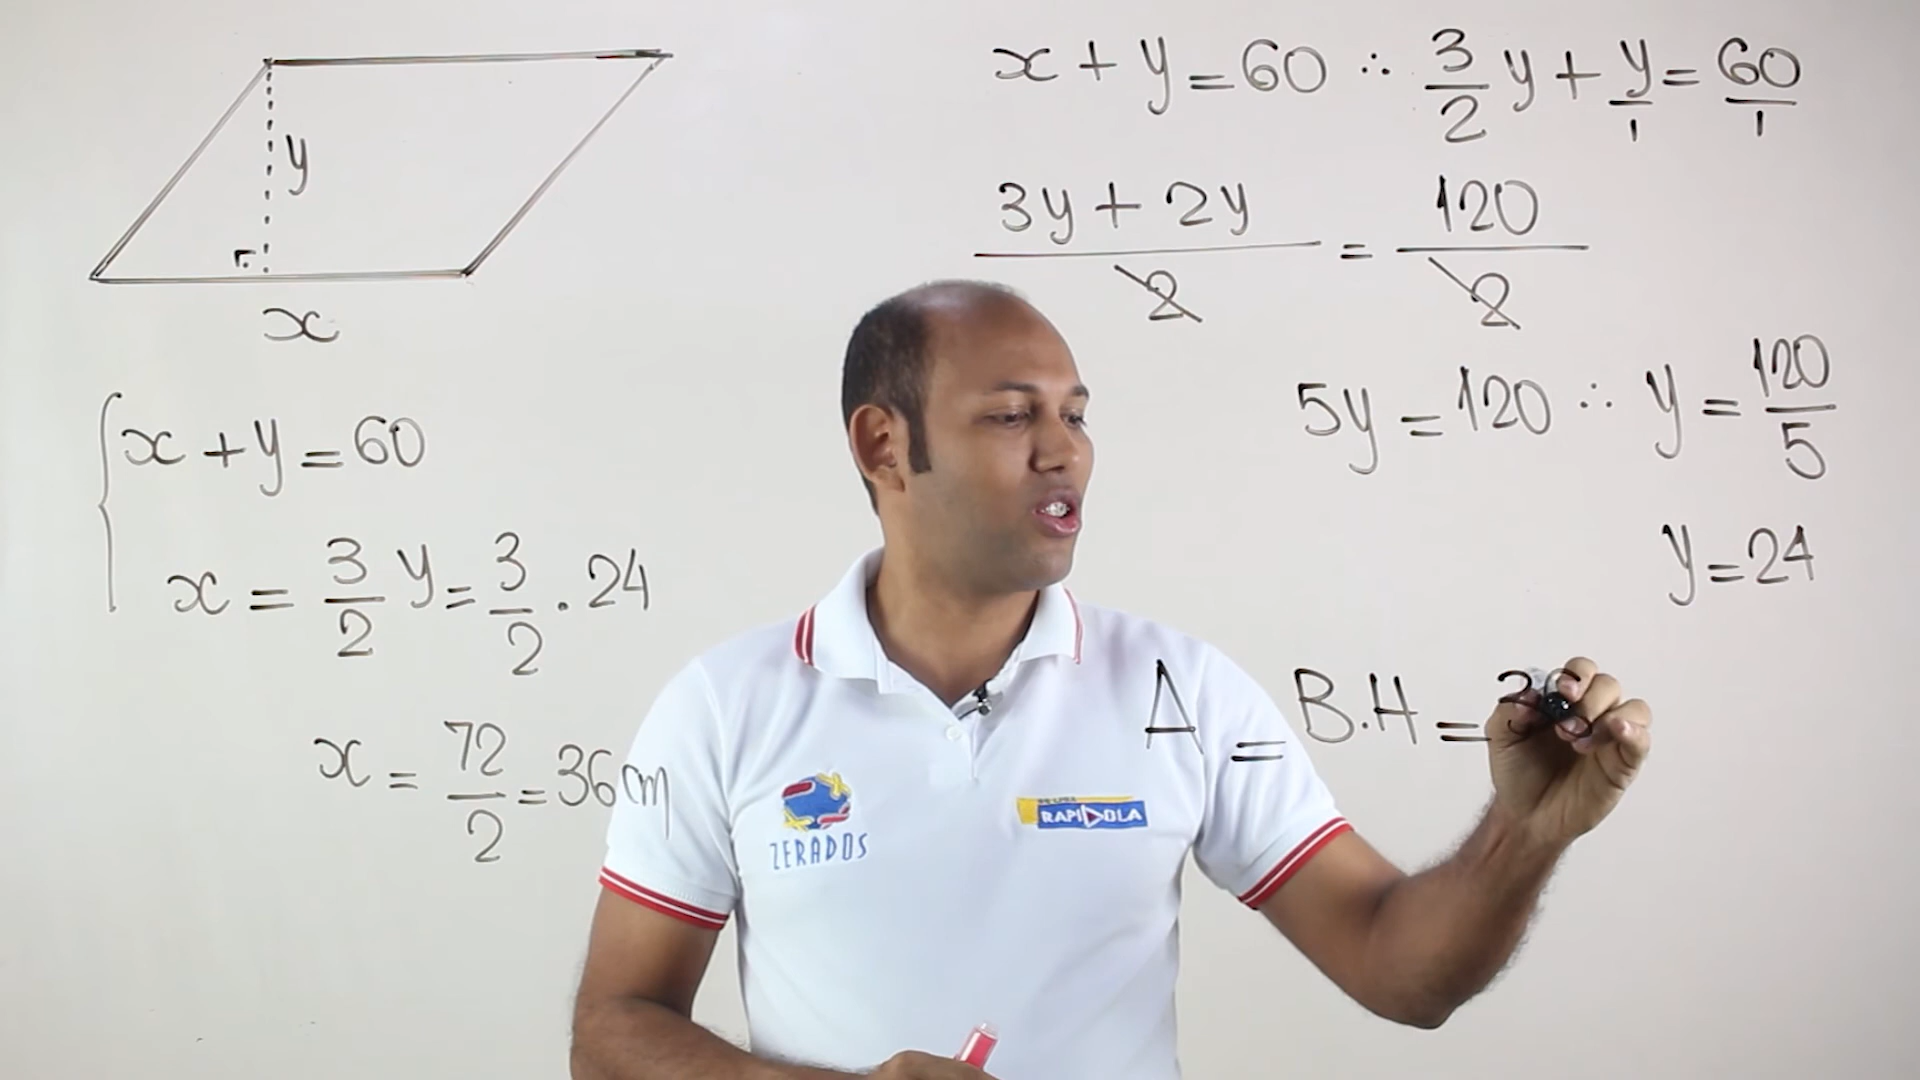 y
x
x + y = 60
x = 3/2 y = 3/2 . 24
x = 72/2 = 36 cm
x + y = 60 ∴ 3/2 y + y/1 = 60/1
3y + 2y/2 = 120/2
5y = 120 ∴ y = 120/5
y = 24
A = B.H = 36
ZERADOS
RAPIDOLA